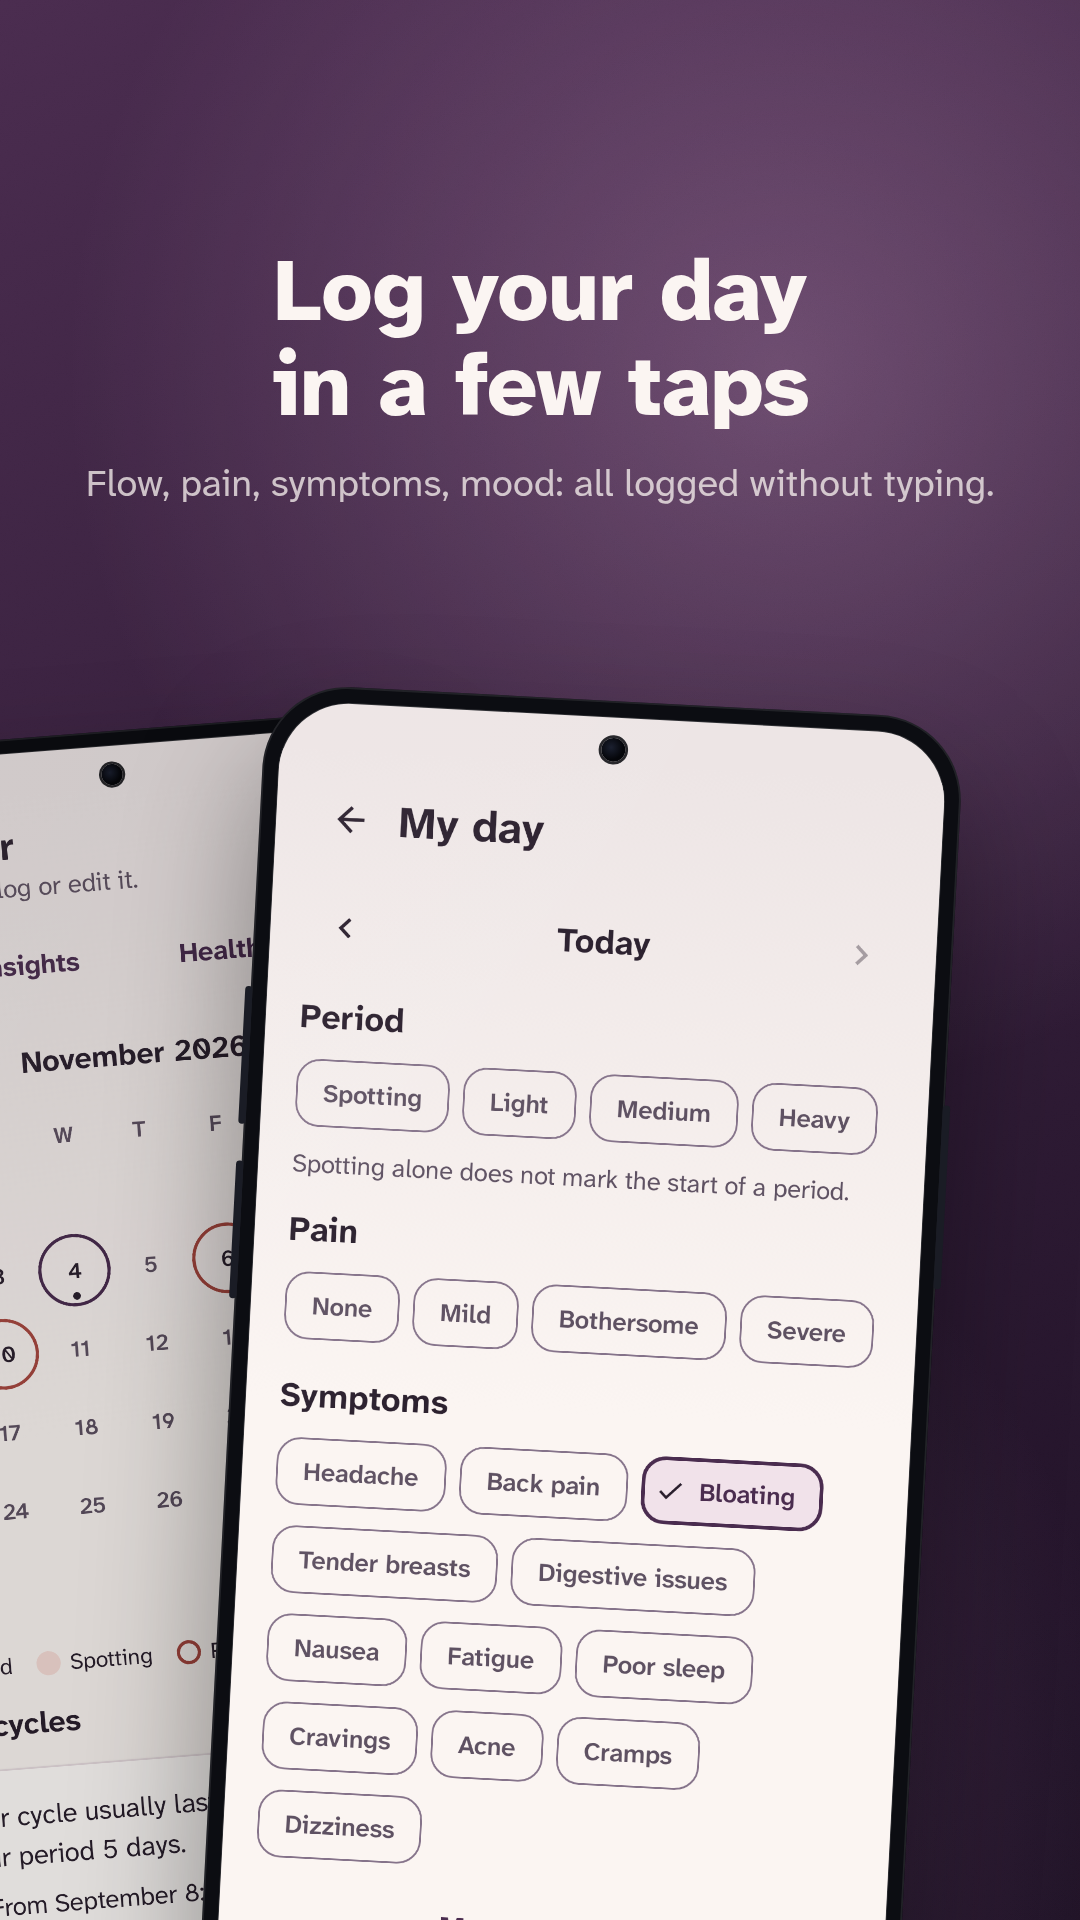 Log your day
in a few taps
Flow, pain, symptoms, mood: all logged without typing.
log or edit it.
Health
November 2026
W T F
4 5 6
11 12
17 18 19
24 25 26
Spotting
cycles
cycle usually
period 5 days.
From September 8:
My day
Today
Period
Spotting Light Medium Heavy
Spotting alone does not mark the start of a period.
Pain
None Mild Bothersome Severe
Symptoms
Headache Back pain Bloating
Tender breasts Digestive issues
Nausea Fatigue Poor sleep
Cravings Acne Cramps
Dizziness